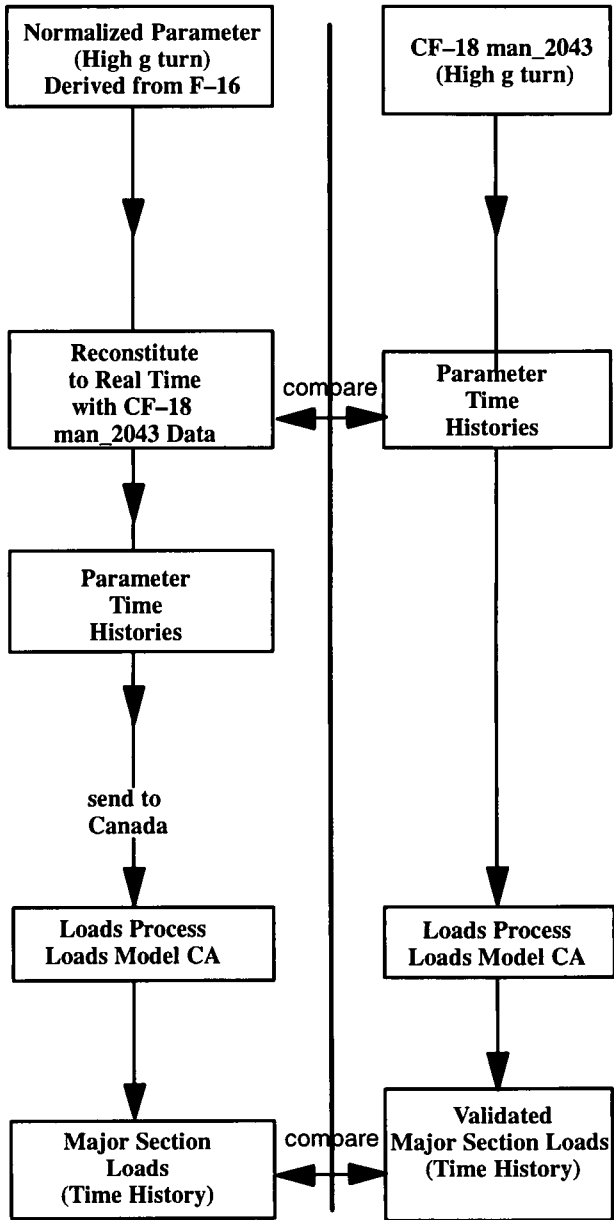 Normalized Parameter
(High g turn)
Derived from F–16
CF–18 man_2043
(High g turn)
Reconstitute
to Real Time
with CF–18
man_2043 Data
compare
Parameter
Time
Histories
Parameter
Time
Histories
send to
Canada
Loads Process
Loads Model CA
Loads Process
Loads Model CA
Major Section
Loads
(Time History)
compare
Validated
Major Section Loads
(Time History)